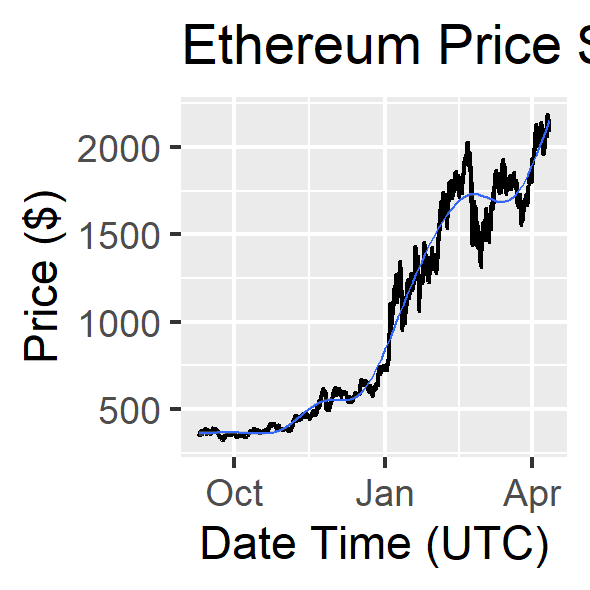 Ethereum Price
2000
1500
1000
500
Price ($)
Oct Jan Apr
Date Time (UTC)